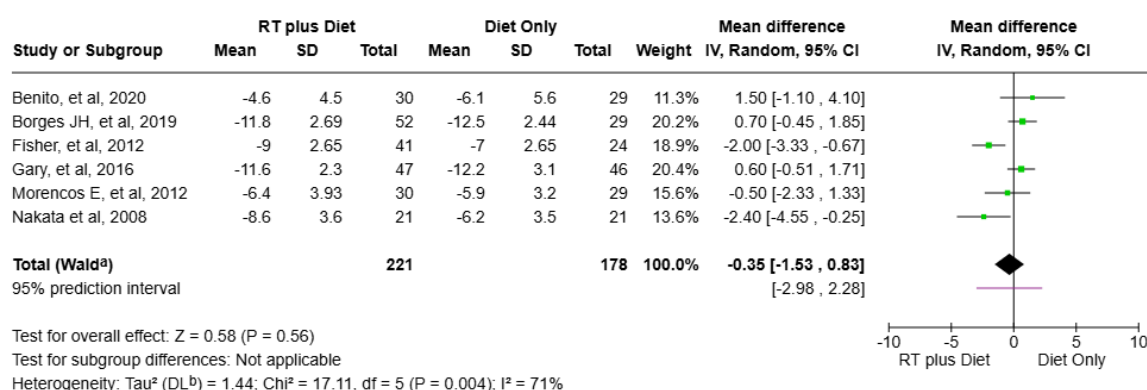 RT plus Diet Diet Only Mean difference Mean difference
Study or Subgroup Mean SD Total Mean SD Total Weight IV, Random, 95% CI IV, Random, 95% CI
Benito, et al, 2020 -4.6 4.5 30 -6.1 5.6 29 11.3% 1.50 [-1.10 , 4.10]
Borges JH, et al, 2019 -11.8 2.69 52 -12.5 2.44 29 20.2% 0.70 [-0.45 , 1.85]
Fisher, et al, 2012 -9 2.65 41 -7 2.65 24 18.9% -2.00 [-3.33 , -0.67]
Gary, et al, 2016 -11.6 2.3 47 -12.2 3.1 46 20.4% 0.60 [-0.51 , 1.71]
Morencos E, et al, 2012 -6.4 3.93 30 -5.9 3.2 29 15.6% -0.50 [-2.33 , 1.33]
Nakata et al, 2008 -8.6 3.6 21 -6.2 3.5 21 13.6% -2.40 [-4.55 , -0.25]
Total (Waldᵃ) 221 178 100.0% -0.35 [-1.53 , 0.83]
95% prediction interval [-2.98 , 2.28]
Test for overall effect: Z = 0.58 (P = 0.56) -10 -5 0 5 10
Test for subgroup differences: Not applicable RT plus Diet Diet Only
Heterogeneity: Tau² (DLᵇ) = 1.44; Chi² = 17.11, df = 5 (P = 0.004); I² = 71%